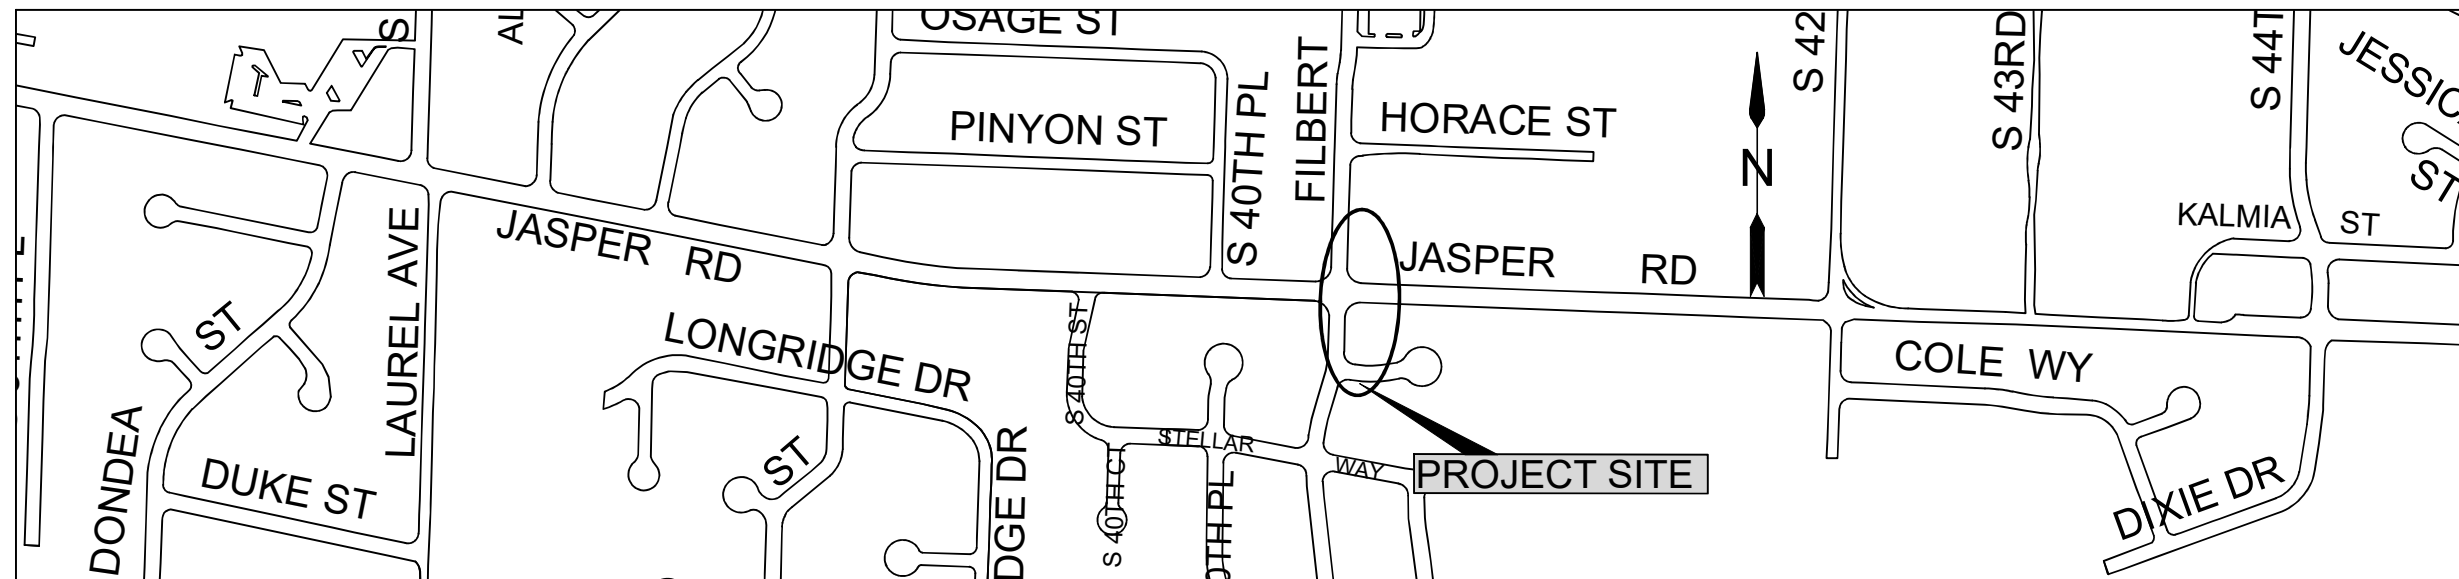 S
AL
OSAGE ST
S 42
S 43RD
S 44T
JESSIC
ST
PINYON ST
S 40TH PL
FILBERT
HORACE ST
N
KALMIA ST
JASPER RD
JASPER RD
LAUREL AVE
ST
LONGRIDGE DR
S 40TH ST
COLE WY
STELLAR WAY
PROJECT SITE
DONDEA
DUKE ST
ST
DGE DR
S 40TH CT
0TH PL
DIXIE DR